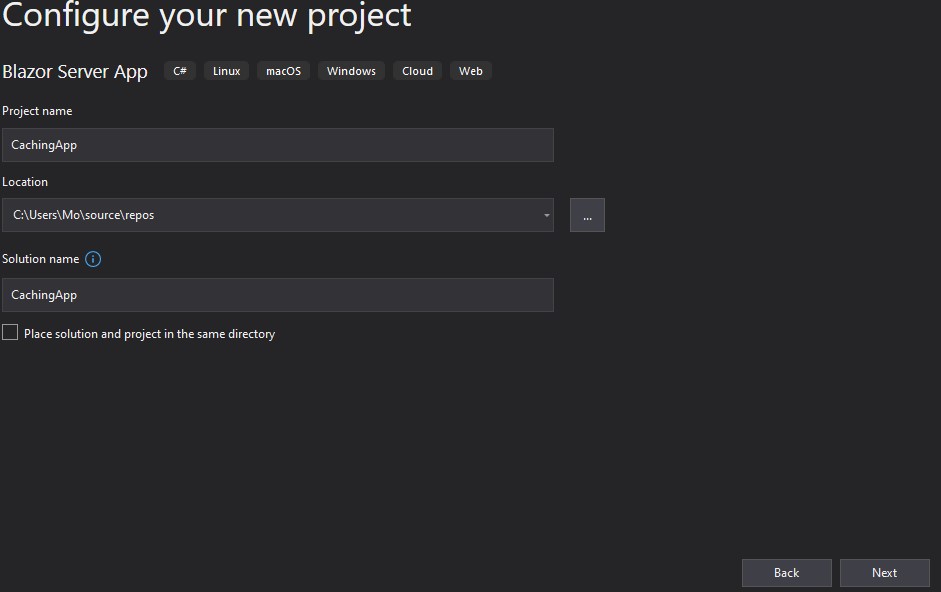 Configure your new project
Blazor Server App C# Linux macOS Windows Cloud Web
Project name
CachingApp
Location
C:\Users\Mo\source\repos
...
Solution name
CachingApp
Place solution and project in the same directory
Back Next